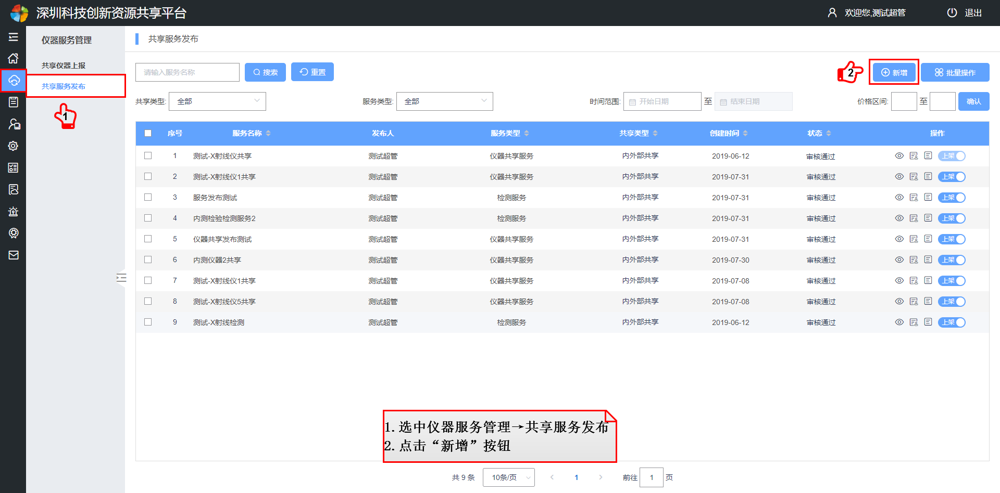 深圳科技创新资源共享平台
欢迎您,测试超管
退出
仪器服务管理
共享仪器上报
共享服务发布
1
共享服务发布
请输入服务名称
搜索
重置
2
新增
批量操作
共享类型: 全部
服务类型: 全部
时间范围: 开始日期 至 结束日期
价格区间: 至 确认
序号 服务名称 发布人 服务类型 共享类型 创建时间 状态 操作
1 测试-X射线仪共享 测试超管 仪器共享服务 内外部共享 2019-06-12 审核通过 上架
2 测试-X射线仪1共享 测试超管 仪器共享服务 内外部共享 2019-07-31 审核通过 上架
3 服务发布测试 测试超管 检测服务 内外部共享 2019-07-31 审核通过 上架
4 内测检验检测服务2 测试超管 检测服务 内外部共享 2019-07-31 审核通过 上架
5 仪器共享发布测试 测试超管 仪器共享服务 内外部共享 2019-07-31 审核通过 上架
6 内测仪器2共享 测试超管 仪器共享服务 内外部共享 2019-07-30 审核通过 上架
7 测试-X射线仪1共享 测试超管 仪器共享服务 内外部共享 2019-07-08 审核通过 上架
8 测试-X射线仪5共享 测试超管 仪器共享服务 内外部共享 2019-07-08 审核通过 上架
9 测试-X射线检测 测试超管 检测服务 内外部共享 2019-06-12 审核通过 上架
1.选中仪器服务管理→共享服务发布
2.点击“新增”按钮
共 9 条 10条/页 1 前往 1 页